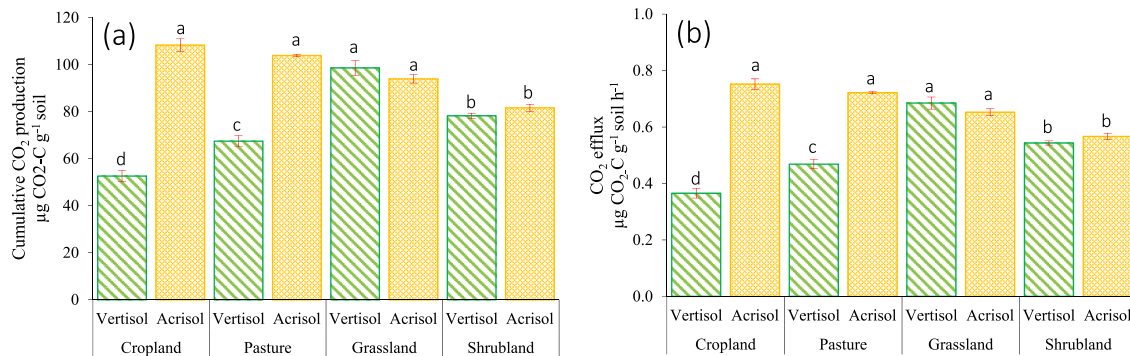 (a)
Cumulative CO2 production
µg CO2-C g-1 soil
120
100
80
60
40
20
0
d
a
c
a
a
a
b
b
Vertisol Acrisol Vertisol Acrisol Vertisol Acrisol Vertisol Acrisol
Cropland Pasture Grassland Shrubland
(b)
CO2 efflux
µg CO2-C g-1 soil h-1
1.0
0.8
0.6
0.4
0.2
0.0
d
a
c
a
a
a
b
b
Vertisol Acrisol Vertisol Acrisol Vertisol Acrisol Vertisol Acrisol
Cropland Pasture Grassland Shrubland